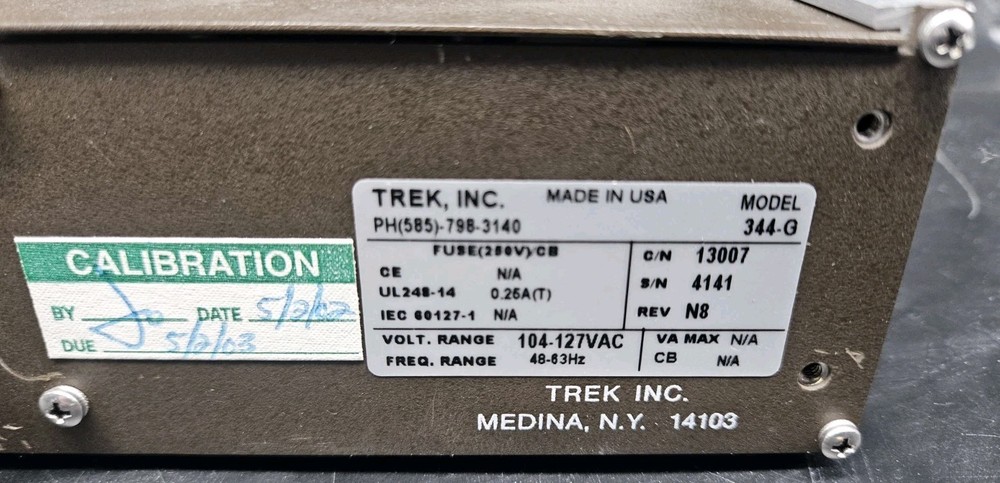 CALIBRATION
BY Jo DATE 5/2/02
DUE 5/2/03
TREK, INC. MADE IN USA MODEL
PH(585)-798-3140 344-G
FUSE(250V)/CB
CE N/A
UL248-14 0.25A(T)
IEC 60127-1 N/A
C/N 13007
S/N 4141
REV N8
VOLT. RANGE 104-127VAC
FREQ. RANGE 48-63Hz
VA MAX N/A
CB N/A
TREK INC.
MEDINA, N.Y. 14103